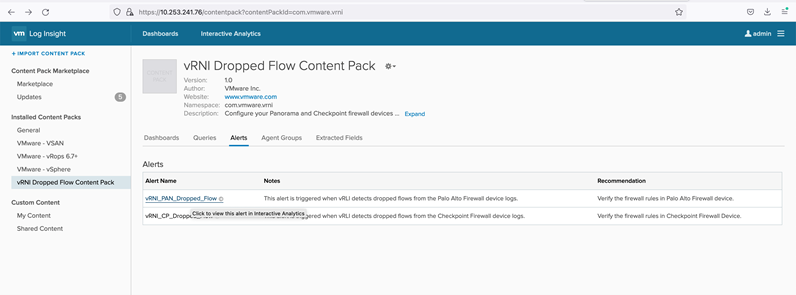 https://10.253.241.76/contentpack?contentPackId=com.vmware.vrni
vm Log Insight
Dashboards
Interactive Analytics
admin
+ IMPORT CONTENT PACK
Content Pack Marketplace
Marketplace
Updates
5
Installed Content Packs
General
VMware - VSAN
VMware - vRops 6.7+
VMware - vSphere
vRNI Dropped Flow Content Pack
Custom Content
My Content
Shared Content
CONTENT
PACK
vRNI Dropped Flow Content Pack
Version: 1.0
Author: VMware Inc.
Website: www.vmware.com
Namespace: com.vmware.vrni
Description: Configure your Panorama and Checkpoint firewall devices ... Expand
Dashboards Queries Alerts Agent Groups Extracted Fields
Alerts
Alert Name Notes Recommendation
vRNI_PAN_Dropped_Flow This alert is triggered when vRLI detects dropped flows from the Palo Alto Firewall device logs. Verify the firewall rules in Palo Alto Firewall device.
Click to view this alert in Interactive Analytics
vRNI_CP_Dropped triggered when vRLI detects dropped flows from the Checkpoint Firewall device logs. Verify the firewall rules in Checkpoint Firewall Device.